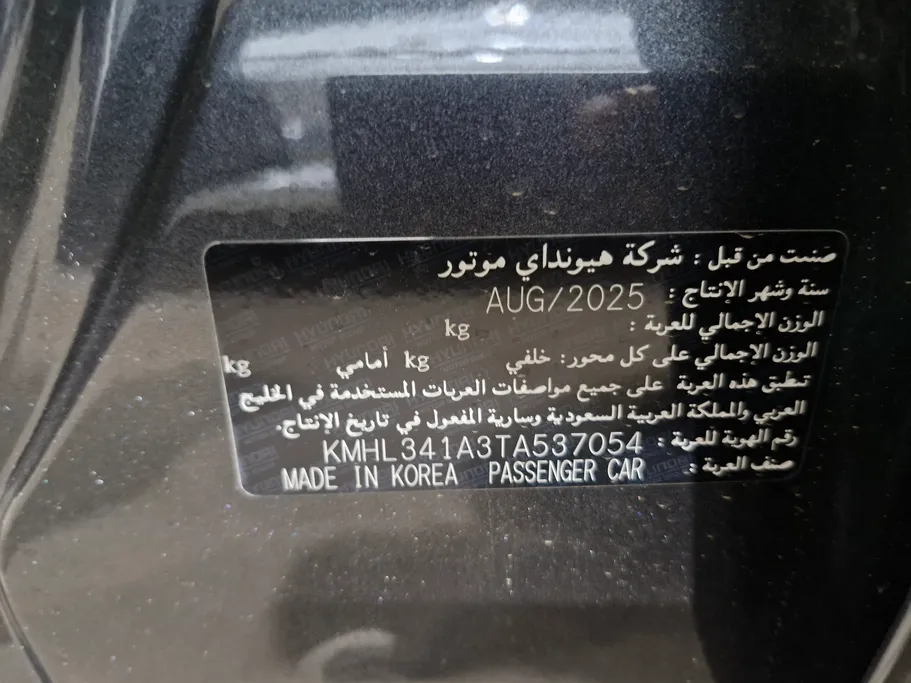 صنعت من قبل : شركة هيونداي موتور
سنة وشهر الإنتاج : AUG/2025
الوزن الإجمالي للعربة : kg
الوزن الإجمالي على كل محور: خلفي kg أمامي kg
تطبق هذه العربة على جميع مواصفات العربات المستخدمة في الخليج
العربي والمملكة العربية السعودية وسارية المفعول في تاريخ الإنتاج.
رقم الهوية للعربة : KMHL341A3TA537054
صنف العربة : MADE IN KOREA PASSENGER CAR